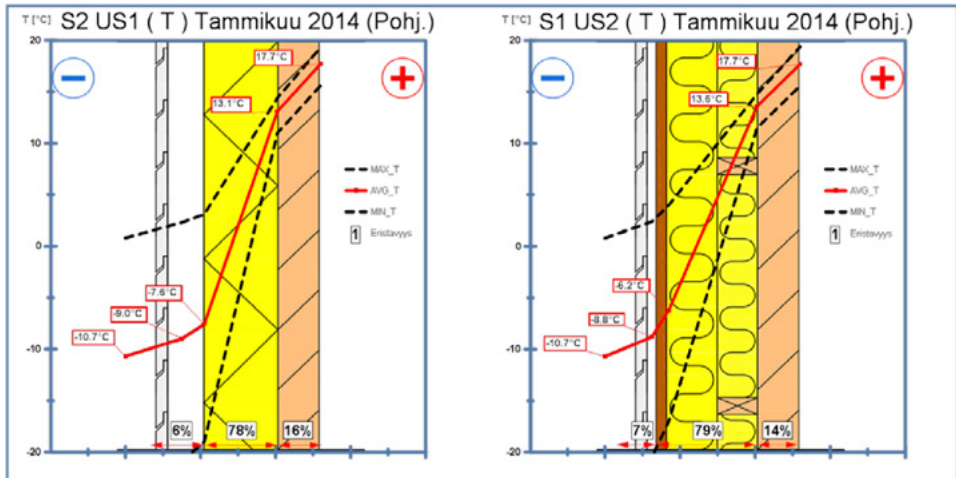 T [°C] S2 US1 ( T ) Tammikuu 2014 (Pohj.)
20
10
0
-10
-20
17.7°C
13.1°C
-7.6°C
-9.0°C
-10.7°C
MAX_T
AVG_T
MIN_T
1 Eristavyys
6% 78% 16%
T [°C] S1 US2 ( T ) Tammikuu 2014 (Pohj.)
20
10
0
-10
-20
17.7°C
13.6°C
-6.2°C
-8.8°C
-10.7°C
MAX_T
AVG_T
MIN_T
1 Eristavyys
7% 79% 14%